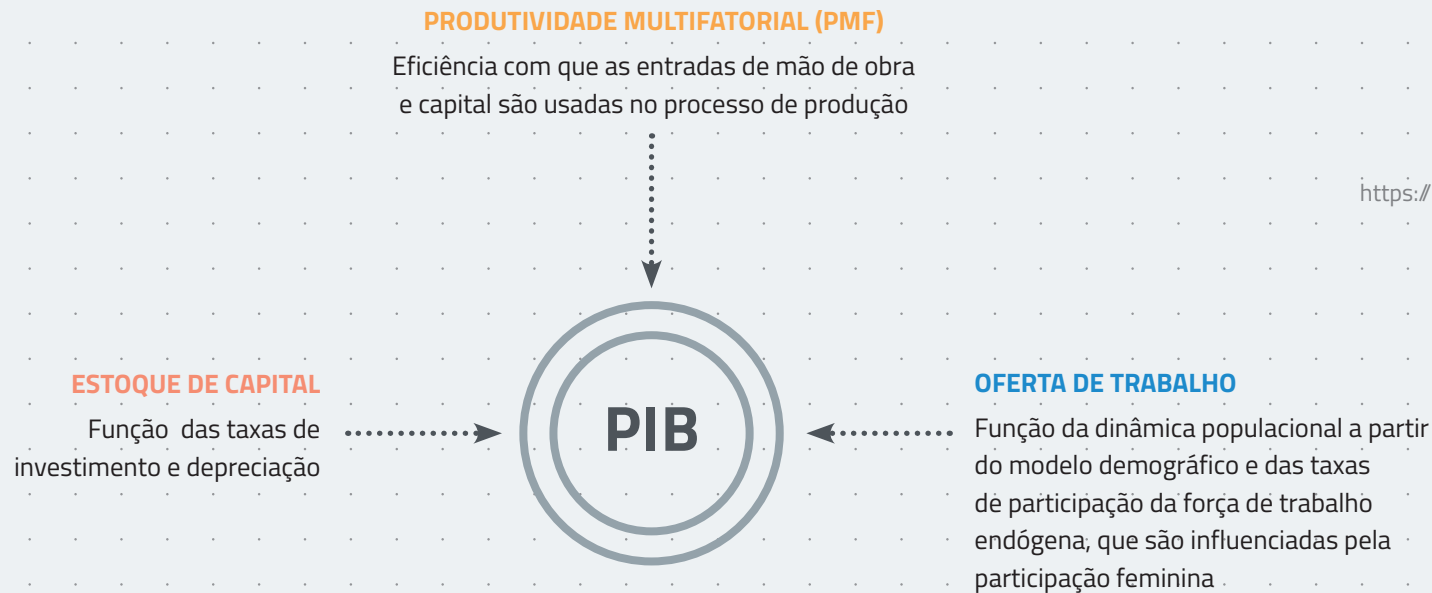 PRODUTIVIDADE MULTIFATORIAL (PMF)
Eficiência com que as entradas de mão de obra
e capital são usadas no processo de produção
https://
ESTOQUE DE CAPITAL
Função das taxas de
investimento e depreciação
PIB
OFERTA DE TRABALHO
Função da dinâmica populacional a partir
do modelo demográfico e das taxas
de participação da força de trabalho
endógena, que são influenciadas pela
participação feminina